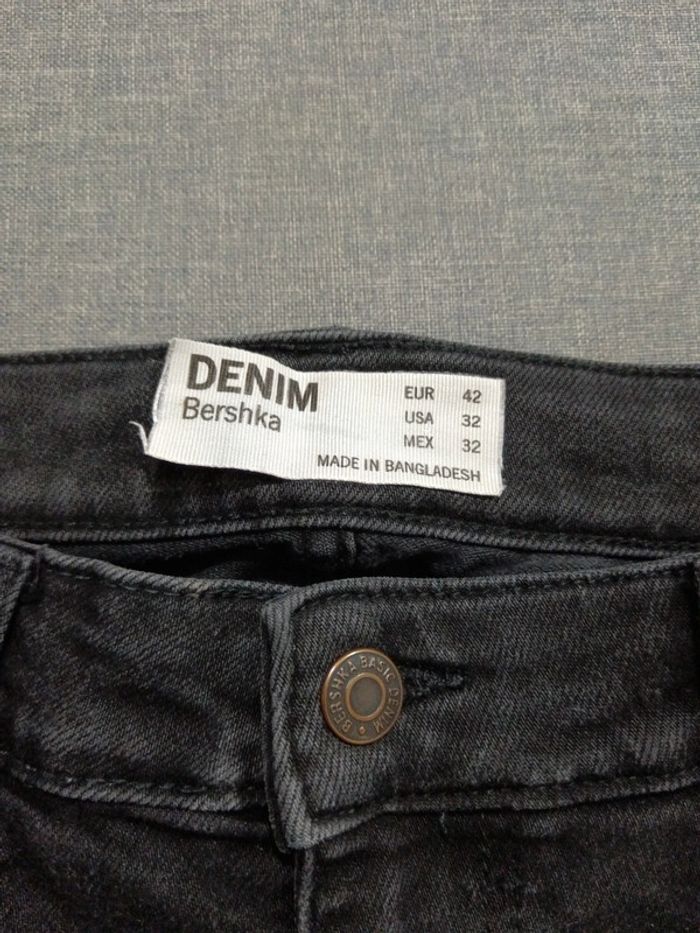 DENIM
Bershka
EUR 42
USA 32
MEX 32
MADE IN BANGLADESH
BERSHKA BASIC DENIM